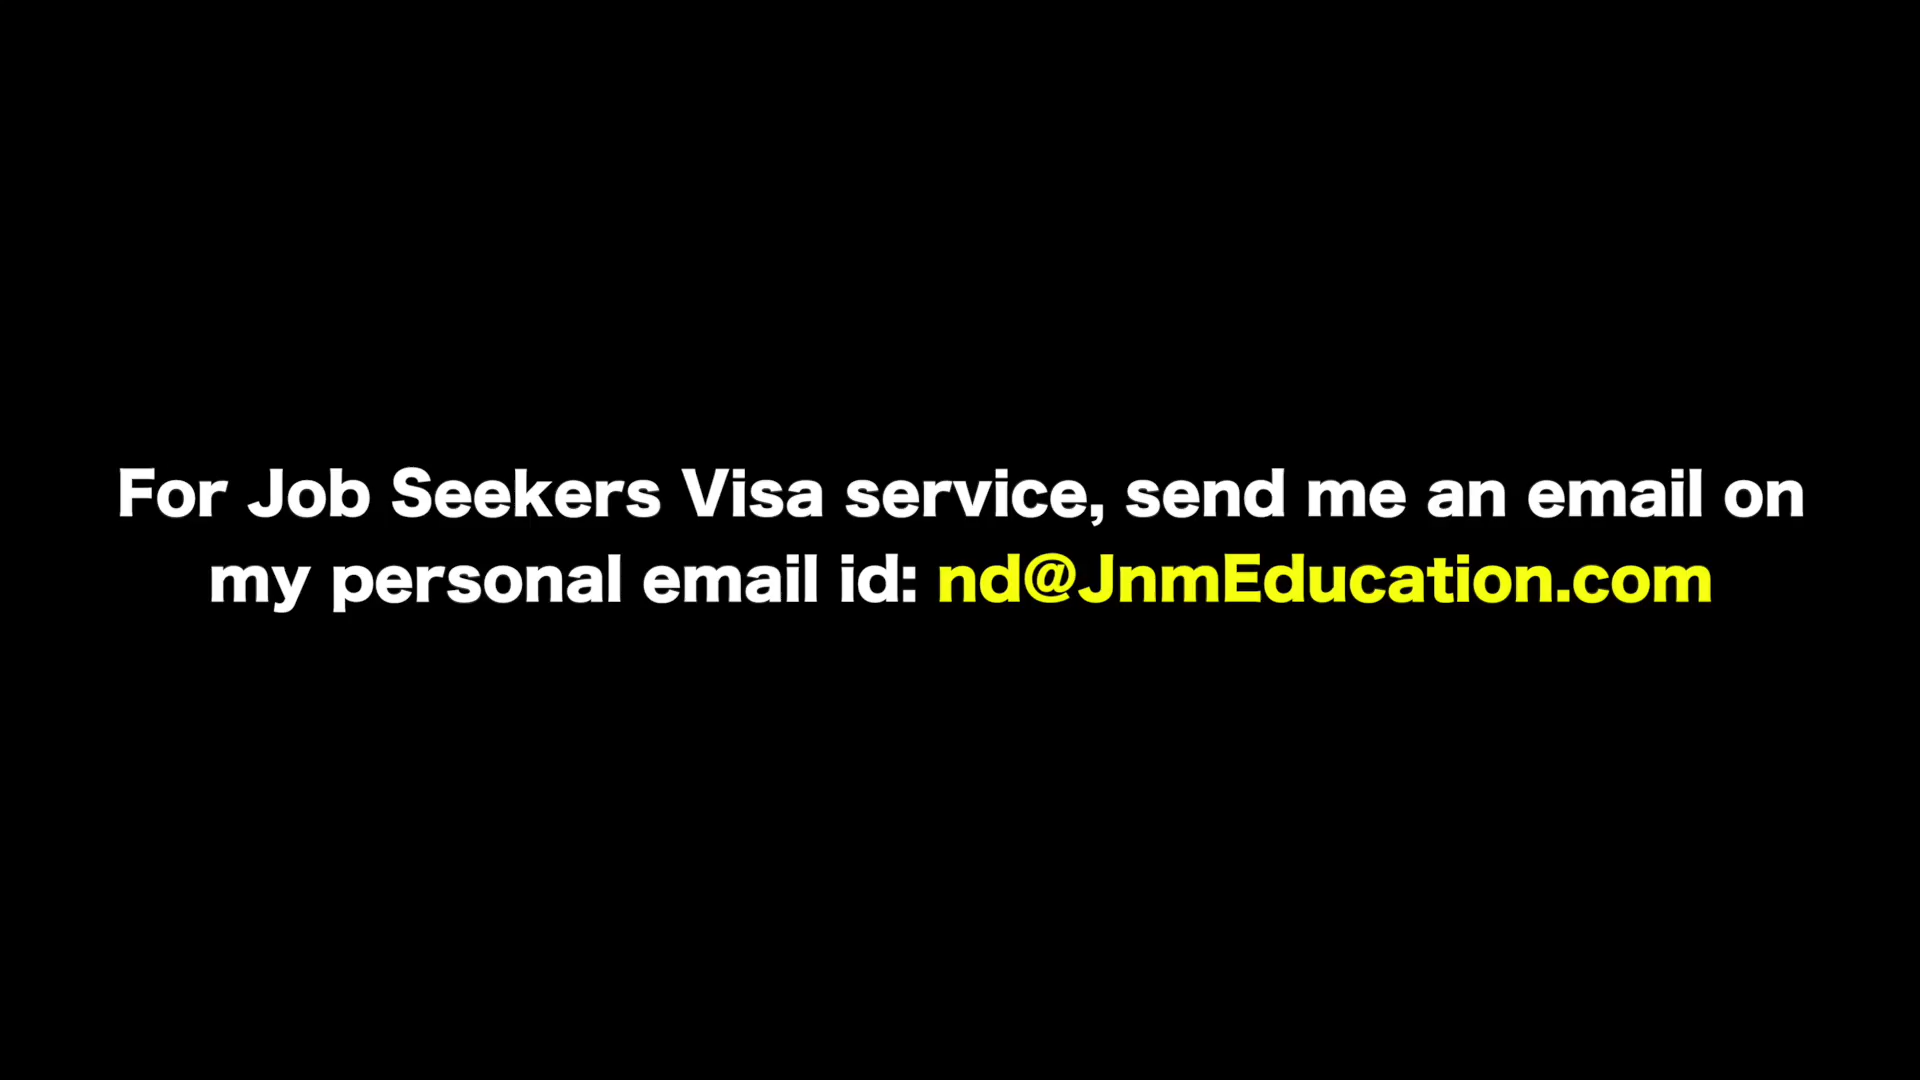 For Job Seekers Visa service, send me an email on
my personal email id: nd@JnmEducation.com